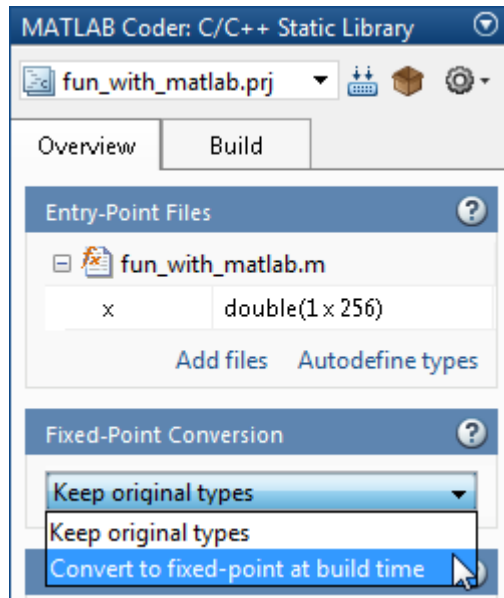 MATLAB Coder: C/C++ Static Library
fun_with_matlab.prj
Overview Build
Entry-Point Files ?
fx fun_with_matlab.m
x double(1 x 256)
Add files Autodefine types
Fixed-Point Conversion ?
Keep original types
Keep original types
Convert to fixed-point at build time